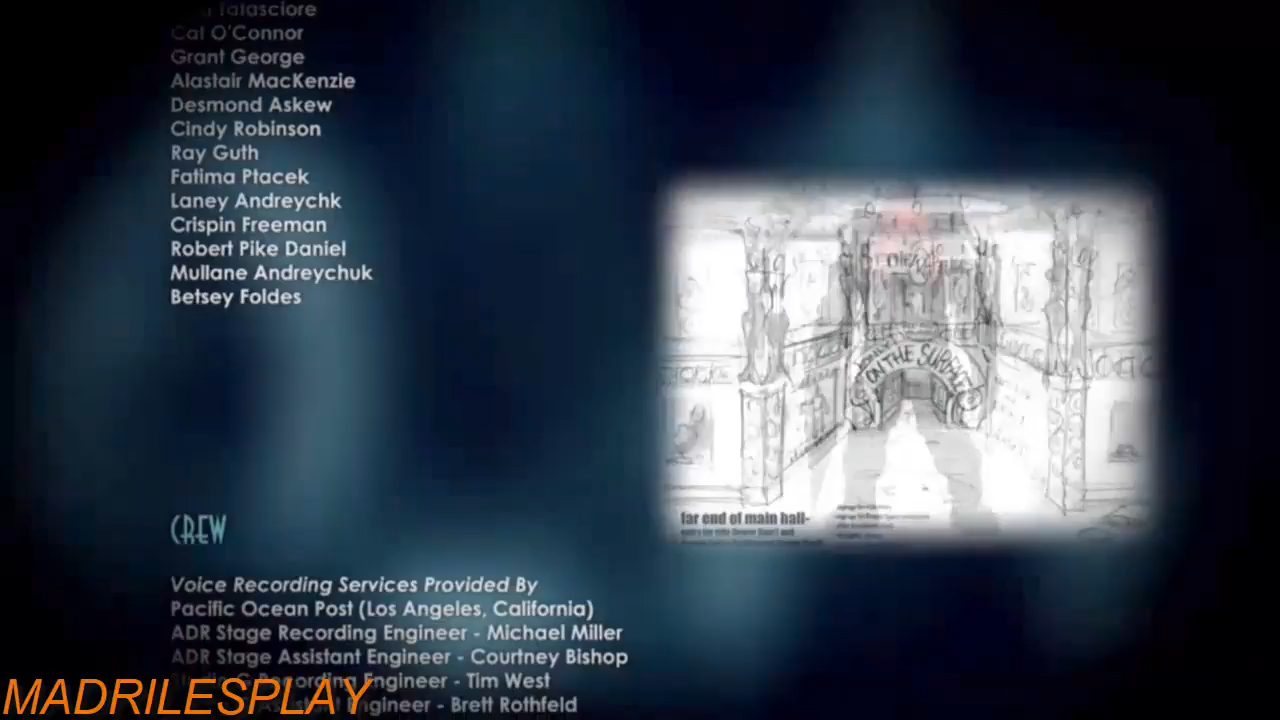 Tatasciore
Cat O'Connor
Grant George
Alastair MacKenzie
Desmond Askew
Cindy Robinson
Ray Guth
Fatima Ptacek
Laney Andreychk
Crispin Freeman
Robert Pike Daniel
Mullane Andreychuk
Betsey Foldes
ON THE SURFACE
far end of main hall-
CREW
Voice Recording Services Provided By
Pacific Ocean Post (Los Angeles, California)
ADR Stage Recording Engineer - Michael Miller
ADR Stage Assistant Engineer - Courtney Bishop
Recording Engineer - Tim West
Engineer - Brett Rothfeld
MADRILESPLAY